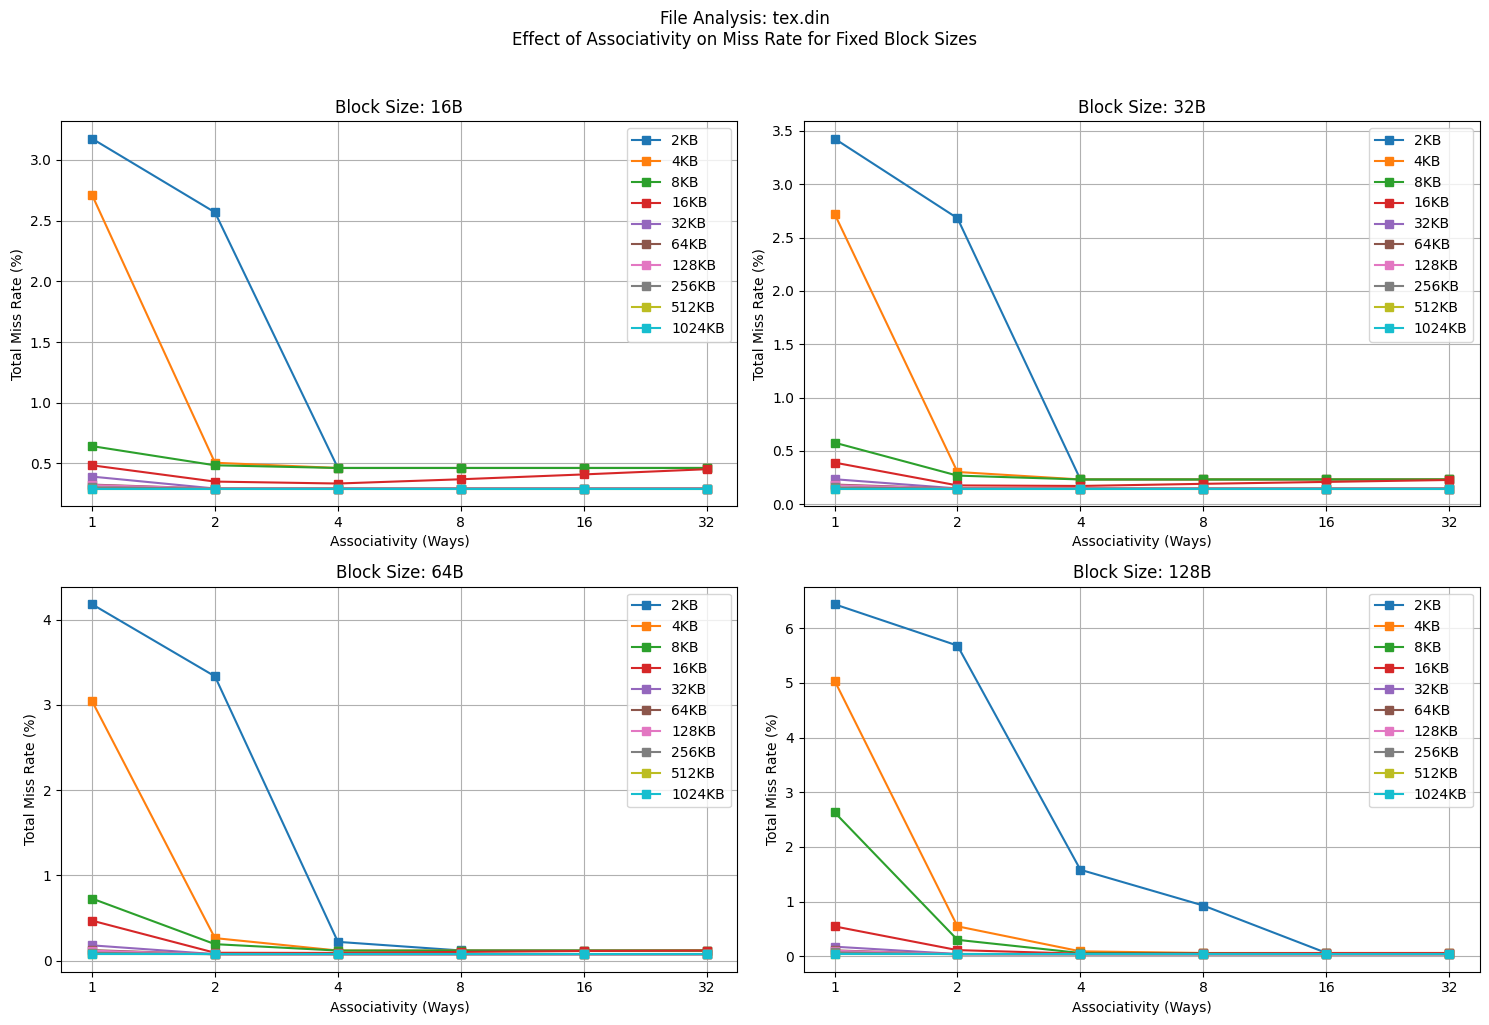 File Analysis: tex.din
Effect of Associativity on Miss Rate for Fixed Block Sizes
Block Size: 16B
Total Miss Rate (%)
3.0
2.5
2.0
1.5
1.0
0.5
1 2 4 8 16 32
Associativity (Ways)
2KB
4KB
8KB
16KB
32KB
64KB
128KB
256KB
512KB
1024KB
Block Size: 32B
Total Miss Rate (%)
3.5
3.0
2.5
2.0
1.5
1.0
0.5
0.0
1 2 4 8 16 32
Associativity (Ways)
2KB
4KB
8KB
16KB
32KB
64KB
128KB
256KB
512KB
1024KB
Block Size: 64B
Total Miss Rate (%)
4
3
2
1
0
1 2 4 8 16 32
Associativity (Ways)
2KB
4KB
8KB
16KB
32KB
64KB
128KB
256KB
512KB
1024KB
Block Size: 128B
Total Miss Rate (%)
6
5
4
3
2
1
0
1 2 4 8 16 32
Associativity (Ways)
2KB
4KB
8KB
16KB
32KB
64KB
128KB
256KB
512KB
1024KB